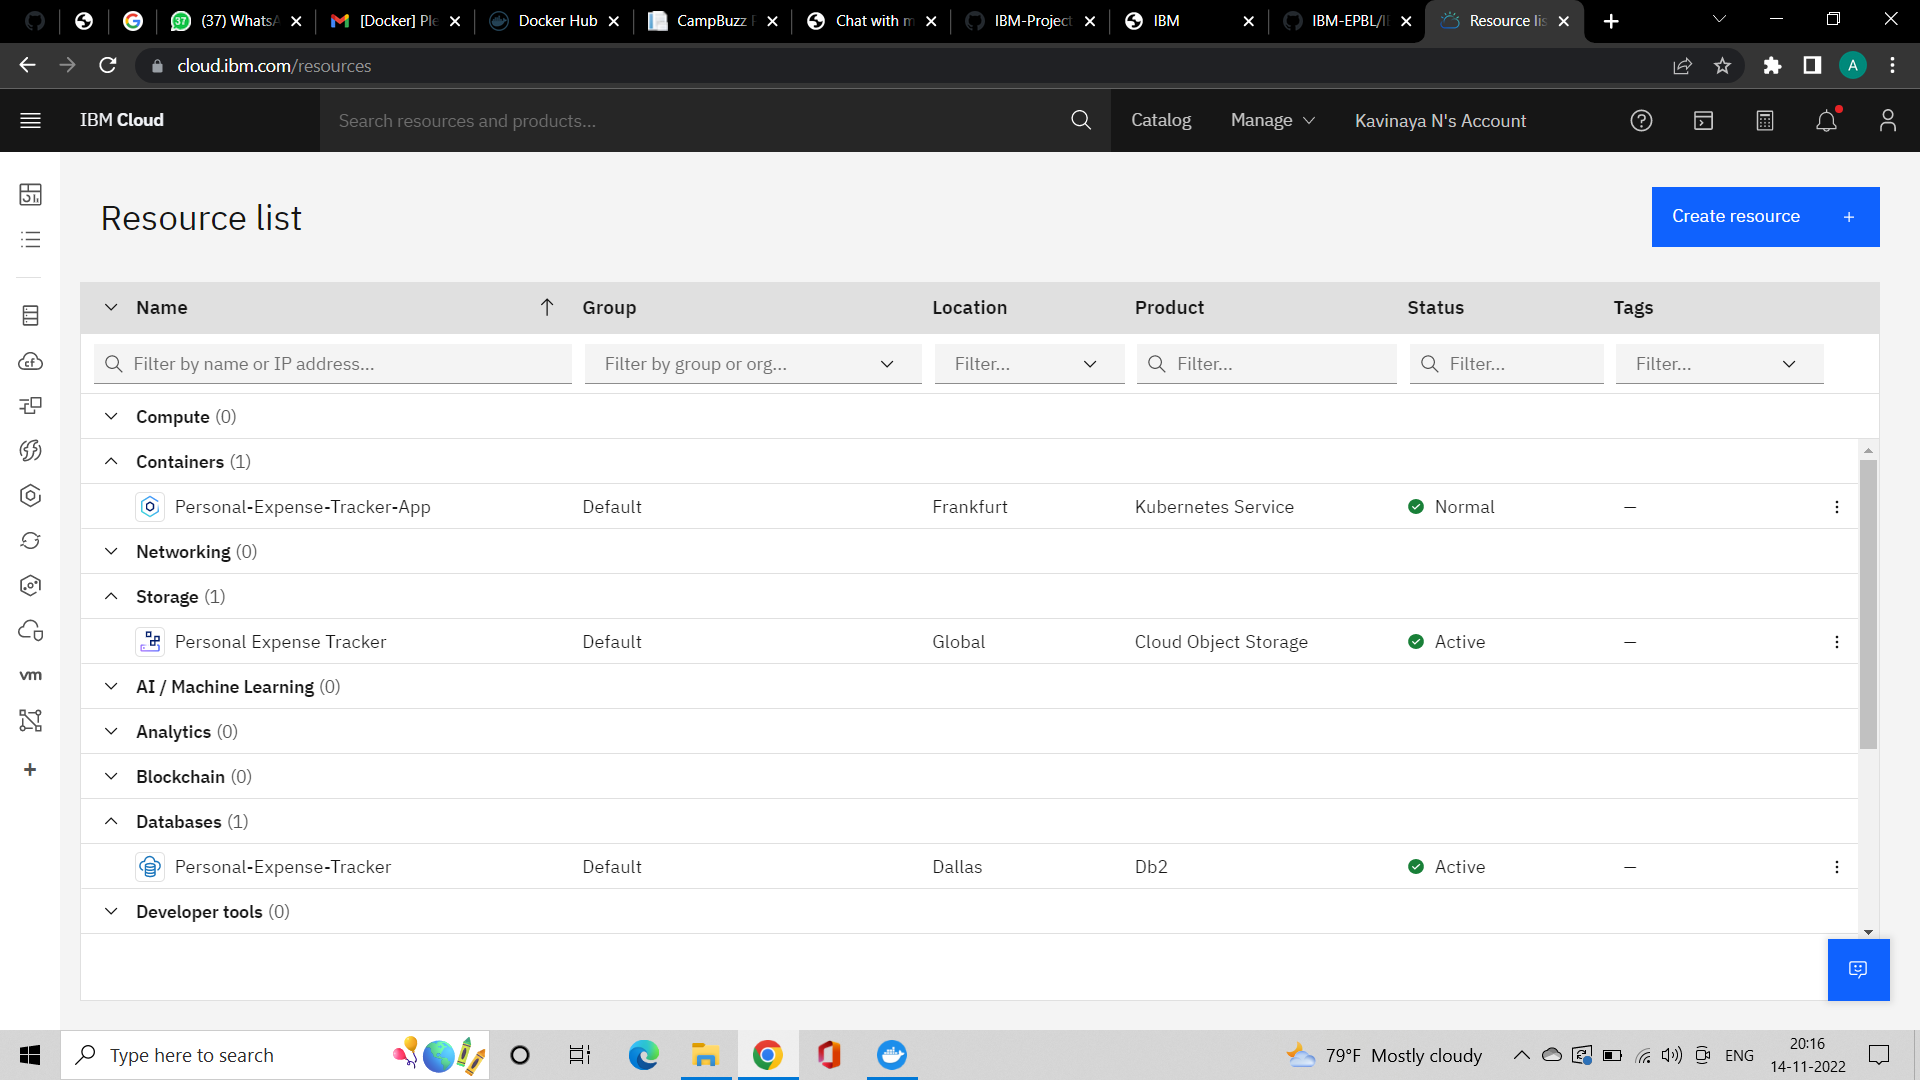 (37) WhatsA
[Docker] Ple
Docker Hub
CampBuzz F
Chat with m
IBM-Project
IBM
IBM-EPBL/I
Resource lis
cloud.ibm.com/resources
A
IBM Cloud
Search resources and products...
Catalog
Manage
Kavinaya N's Account
Resource list
Create resource +
Name
Group
Location
Product
Status
Tags
Filter by name or IP address...
Filter by group or org...
Filter...
Filter...
Filter...
Filter...
Compute (0)
Containers (1)
Personal-Expense-Tracker-App Default Frankfurt Kubernetes Service Normal —
Networking (0)
Storage (1)
Personal Expense Tracker Default Global Cloud Object Storage Active —
AI / Machine Learning (0)
Analytics (0)
Blockchain (0)
Databases (1)
Personal-Expense-Tracker Default Dallas Db2 Active —
Developer tools (0)
cf
vm
Type here to search
79°F Mostly cloudy
ENG
20:16
14-11-2022